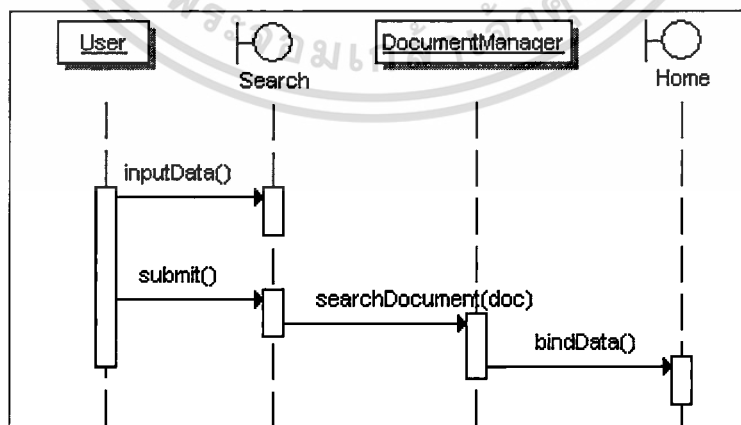 User
Search
DocumentManager
Home
inputData()
submit()
searchDocument(doc)
bindData()